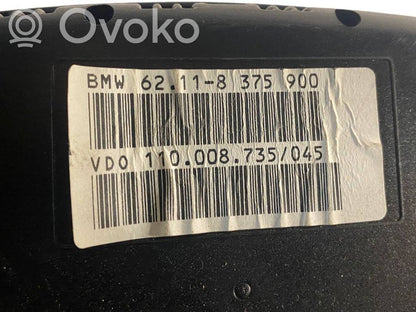 Ovoko
BMW 62.11-8 375 900
VDO 110.008.735/045